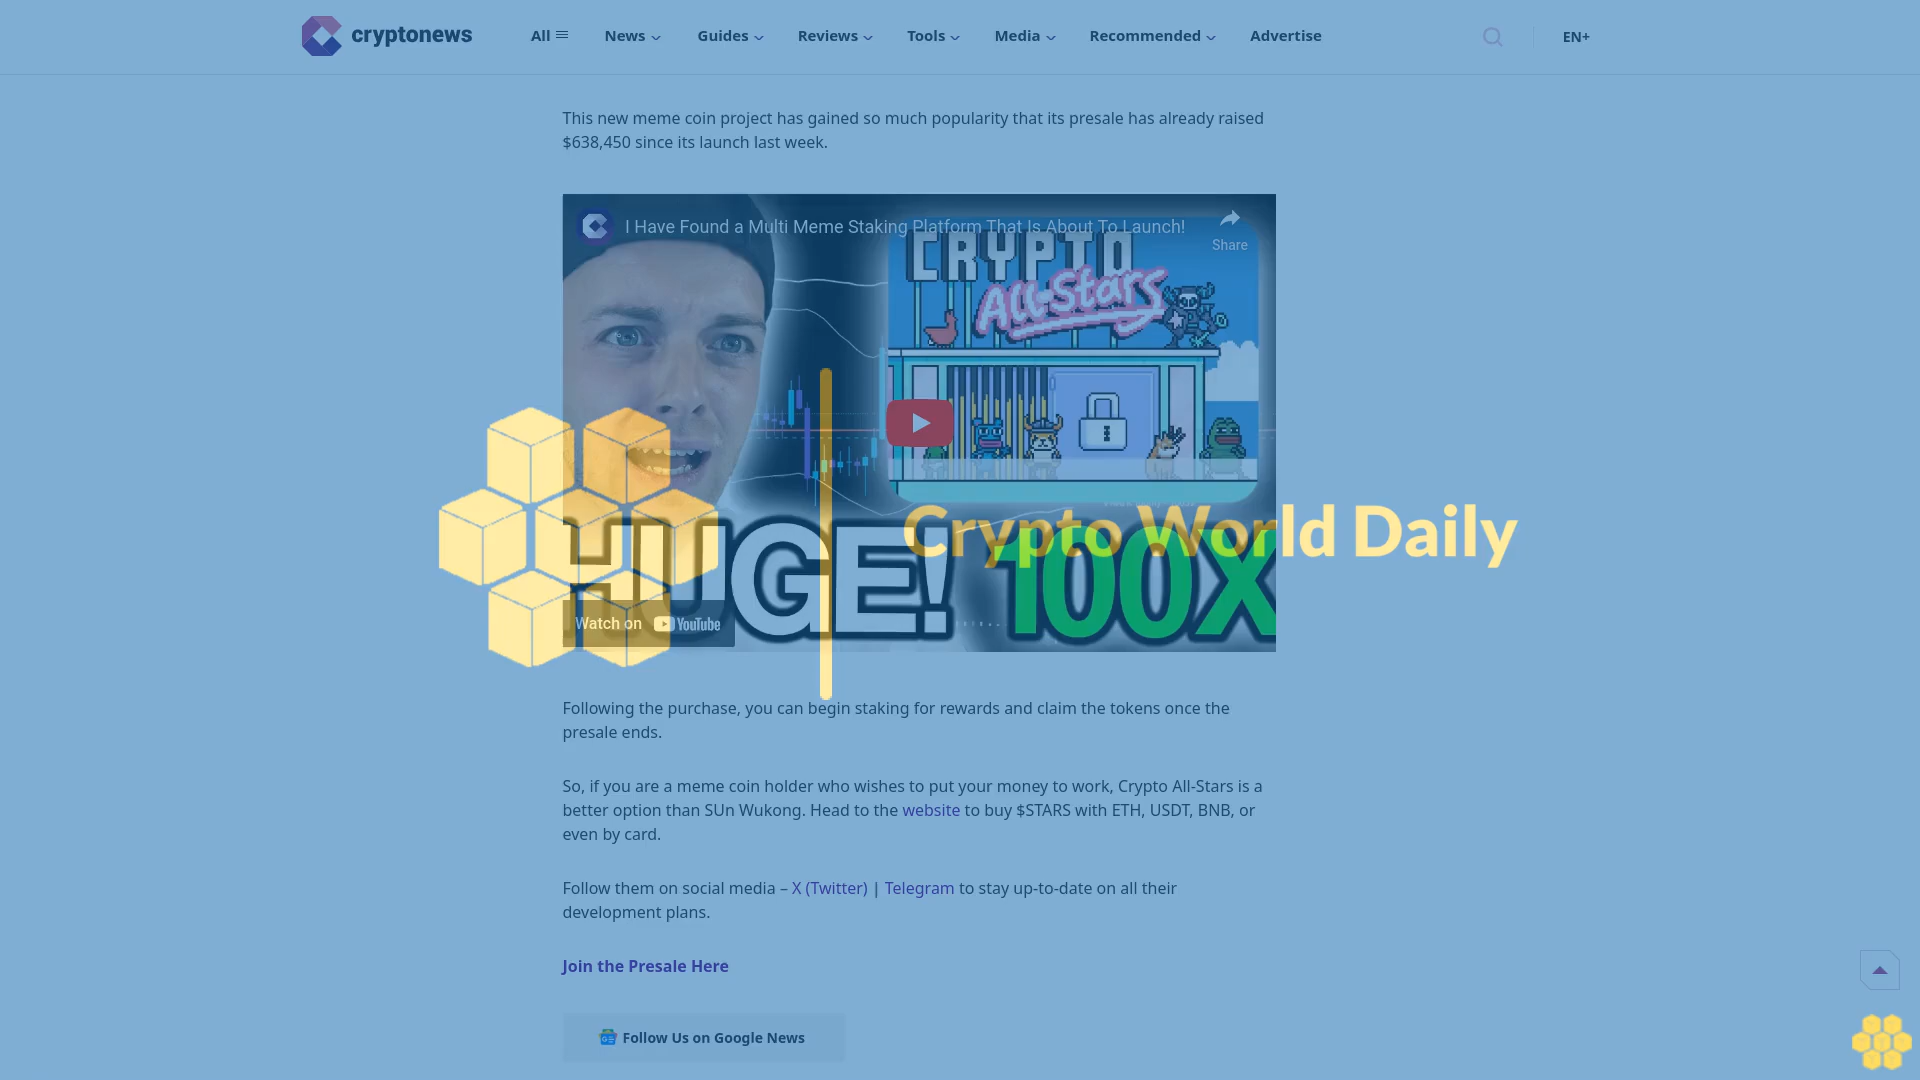 cryptonews
All
News
Guides
Reviews
Tools
Media
Recommended
Advertise
EN+
This new meme coin project has gained so much popularity that its presale has already raised
$638,450 since its launch last week.
I Have Found a Multi Meme Staking Platform That Is About To Launch!
Share
CRYPTO
All-Stars
Crypto World Daily
HUGE! 100X
Watch on YouTube
Following the purchase, you can begin staking for rewards and claim the tokens once the
presale ends.
So, if you are a meme coin holder who wishes to put your money to work, Crypto All-Stars is a
better option than SUn Wukong. Head to the website to buy $STARS with ETH, USDT, BNB, or
even by card.
Follow them on social media – X (Twitter) | Telegram to stay up-to-date on all their
development plans.
Join the Presale Here
Follow Us on Google News